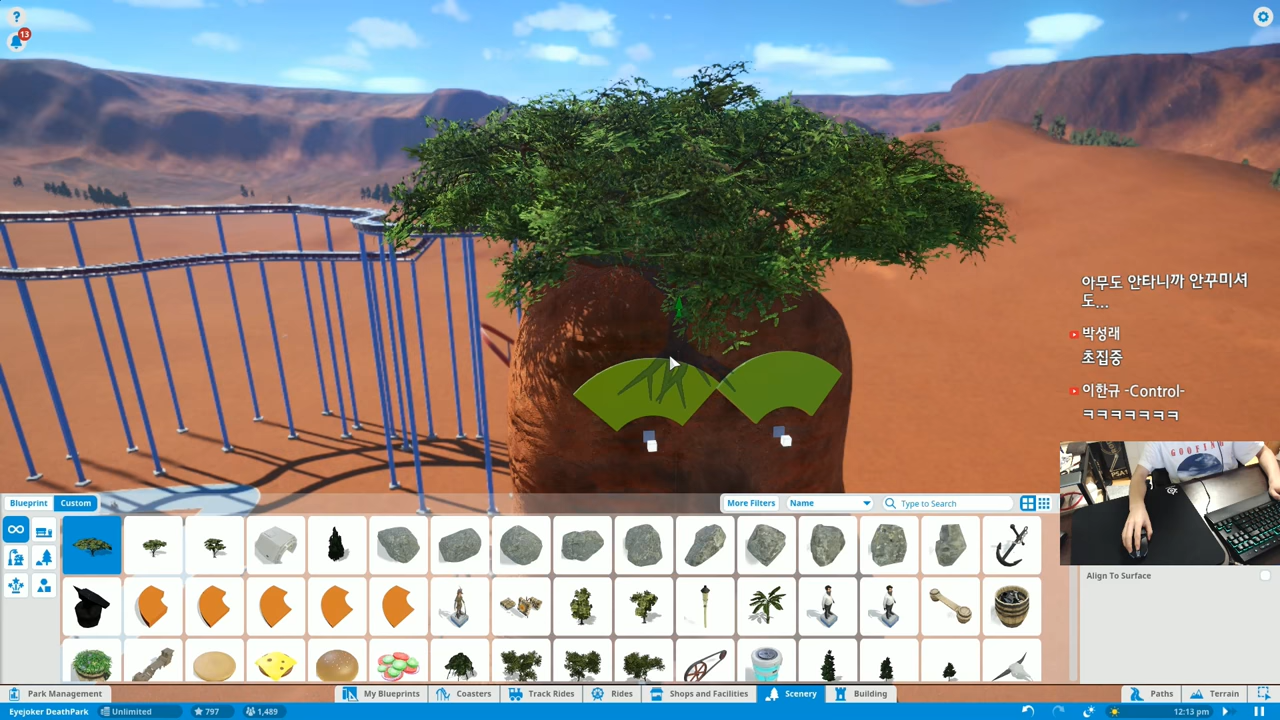 ?
13
아무도 안타니까 안꾸미셔
도...
박성래
초집중
이한규 -Control-
ㅋㅋㅋㅋㅋㅋㅋ
Blueprint
Custom
More Filters
Name
Type to Search
Align To Surface
Park Management
My Blueprints
Coasters
Track Rides
Rides
Shops and Facilities
Scenery
Building
Paths
Terrain
Eyejoker DeathPark
Unlimited
797
1,489
12:13 pm